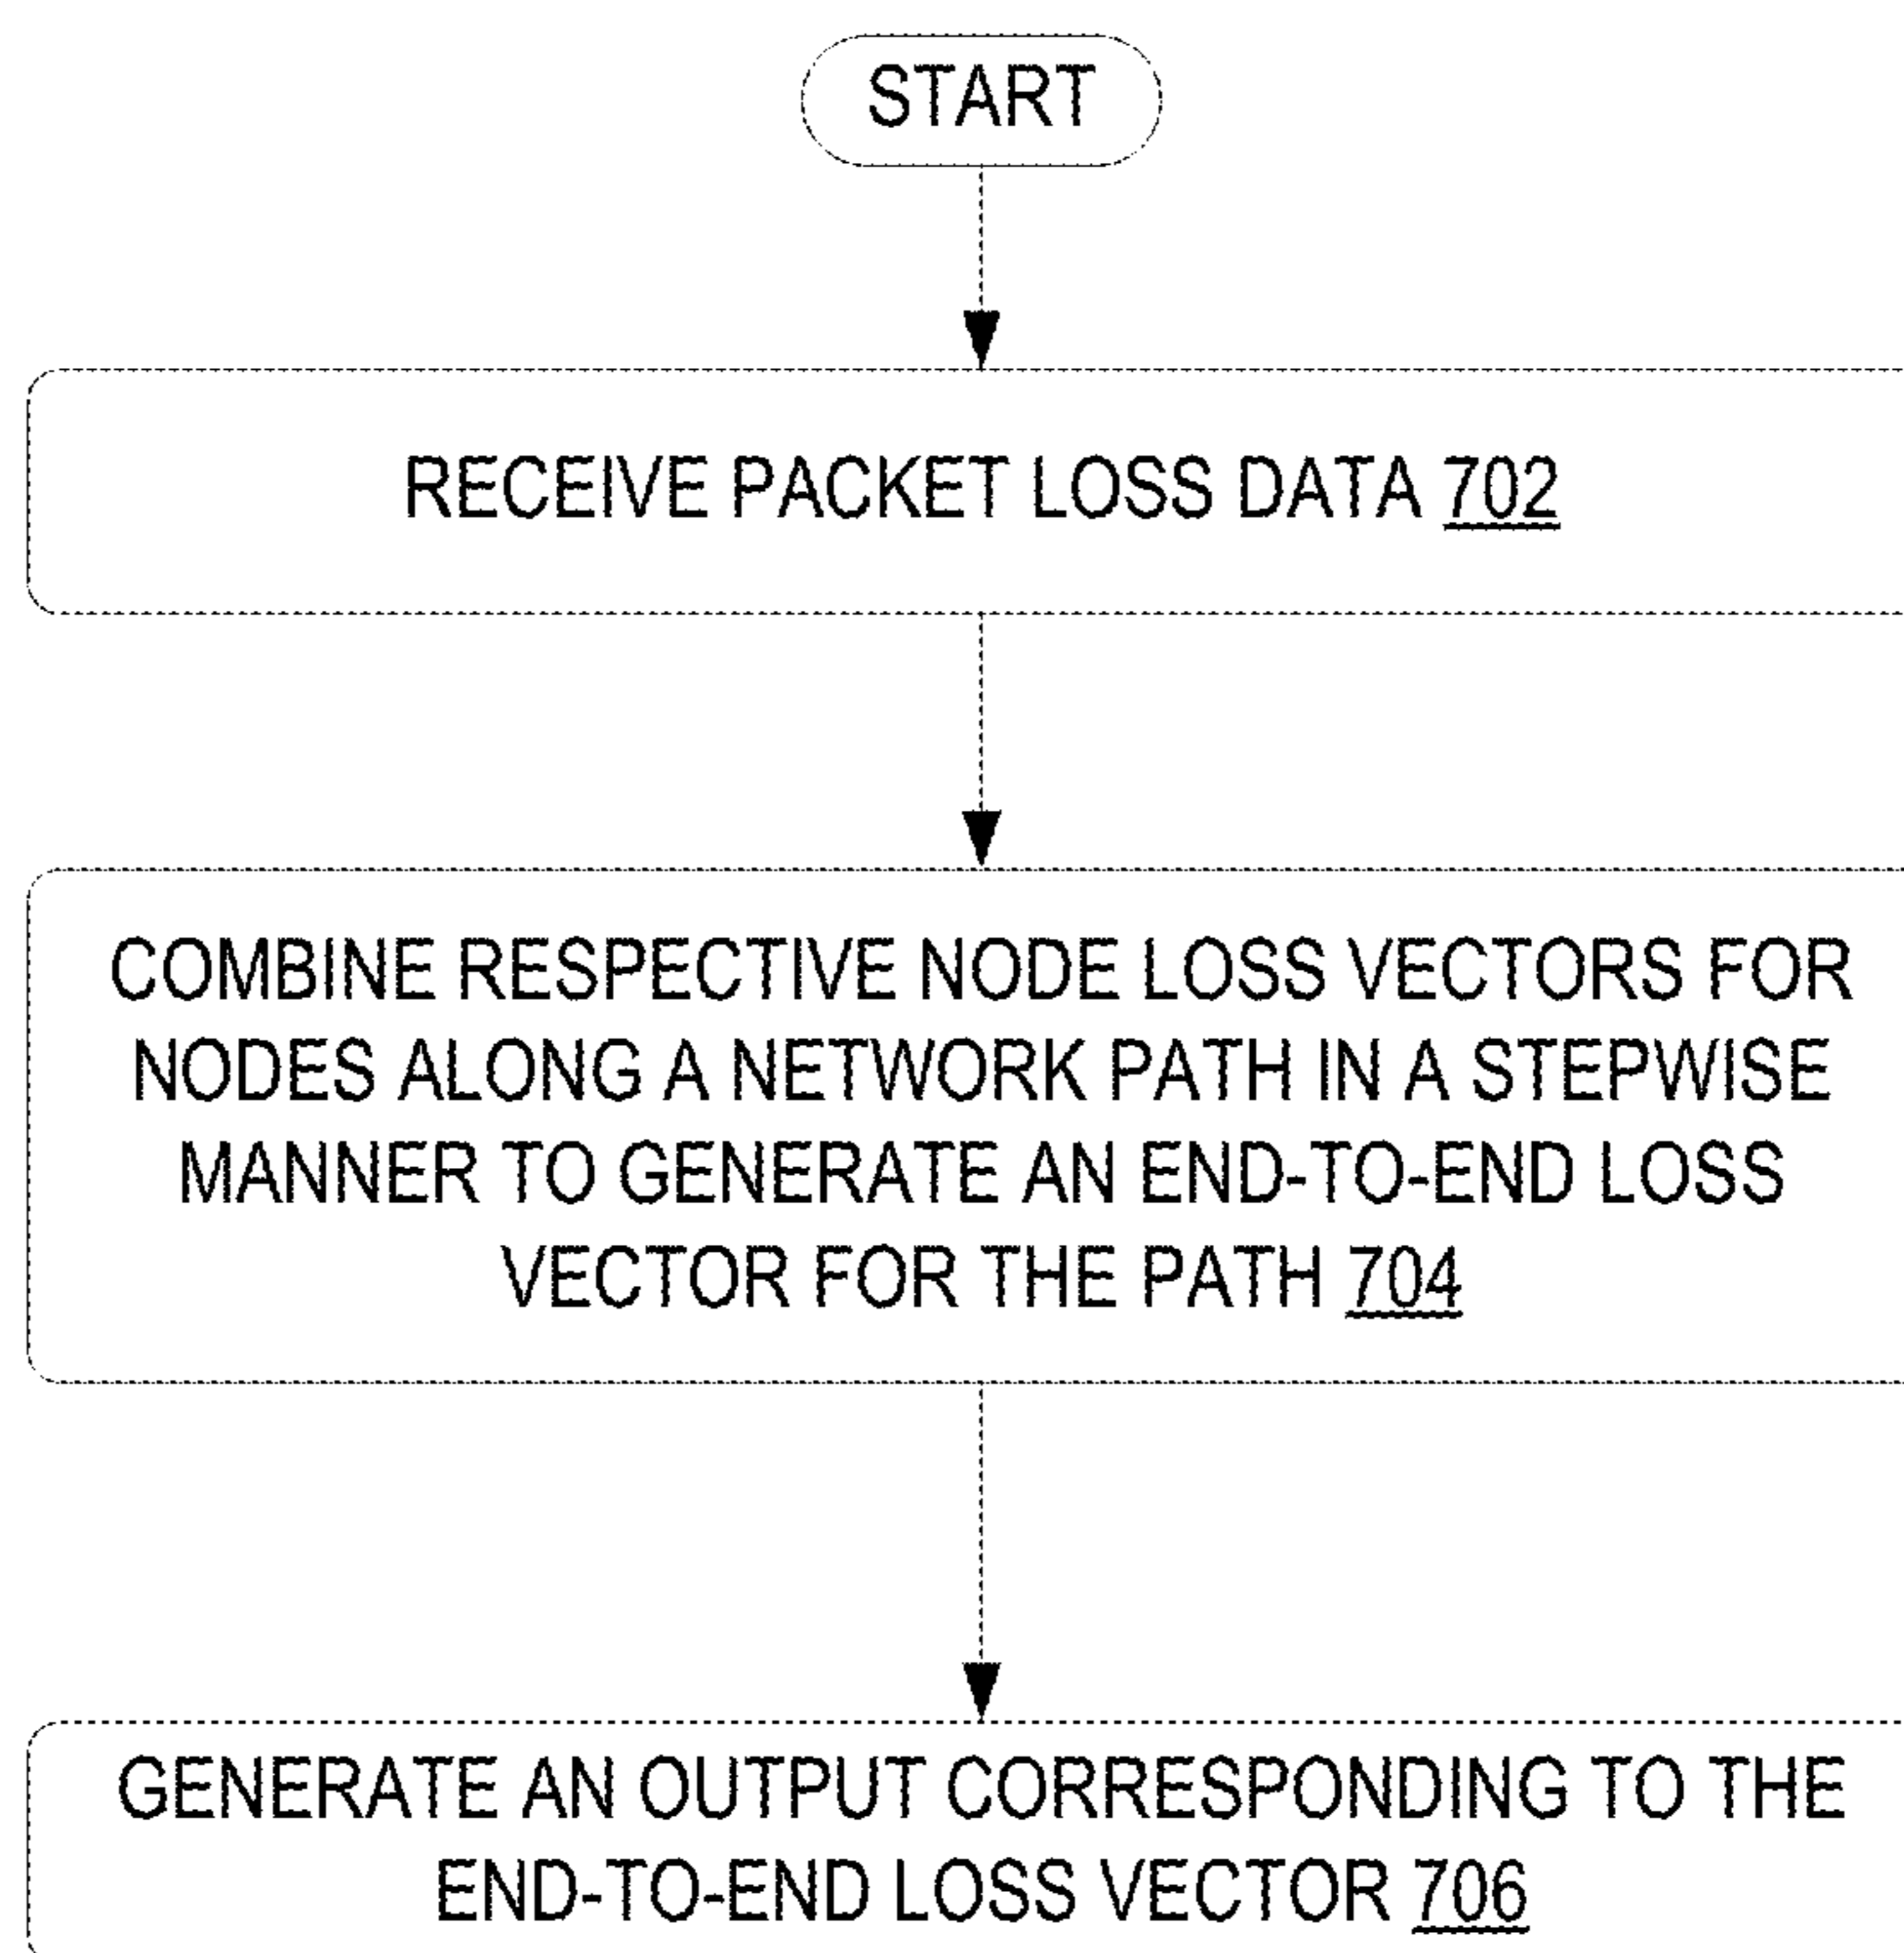 START
RECEIVE PACKET LOSS DATA 702
COMBINE RESPECTIVE NODE LOSS VECTORS FOR
NODES ALONG A NETWORK PATH IN A STEPWISE
MANNER TO GENERATE AN END-TO-END LOSS
VECTOR FOR THE PATH 704
GENERATE AN OUTPUT CORRESPONDING TO THE
END-TO-END LOSS VECTOR 706